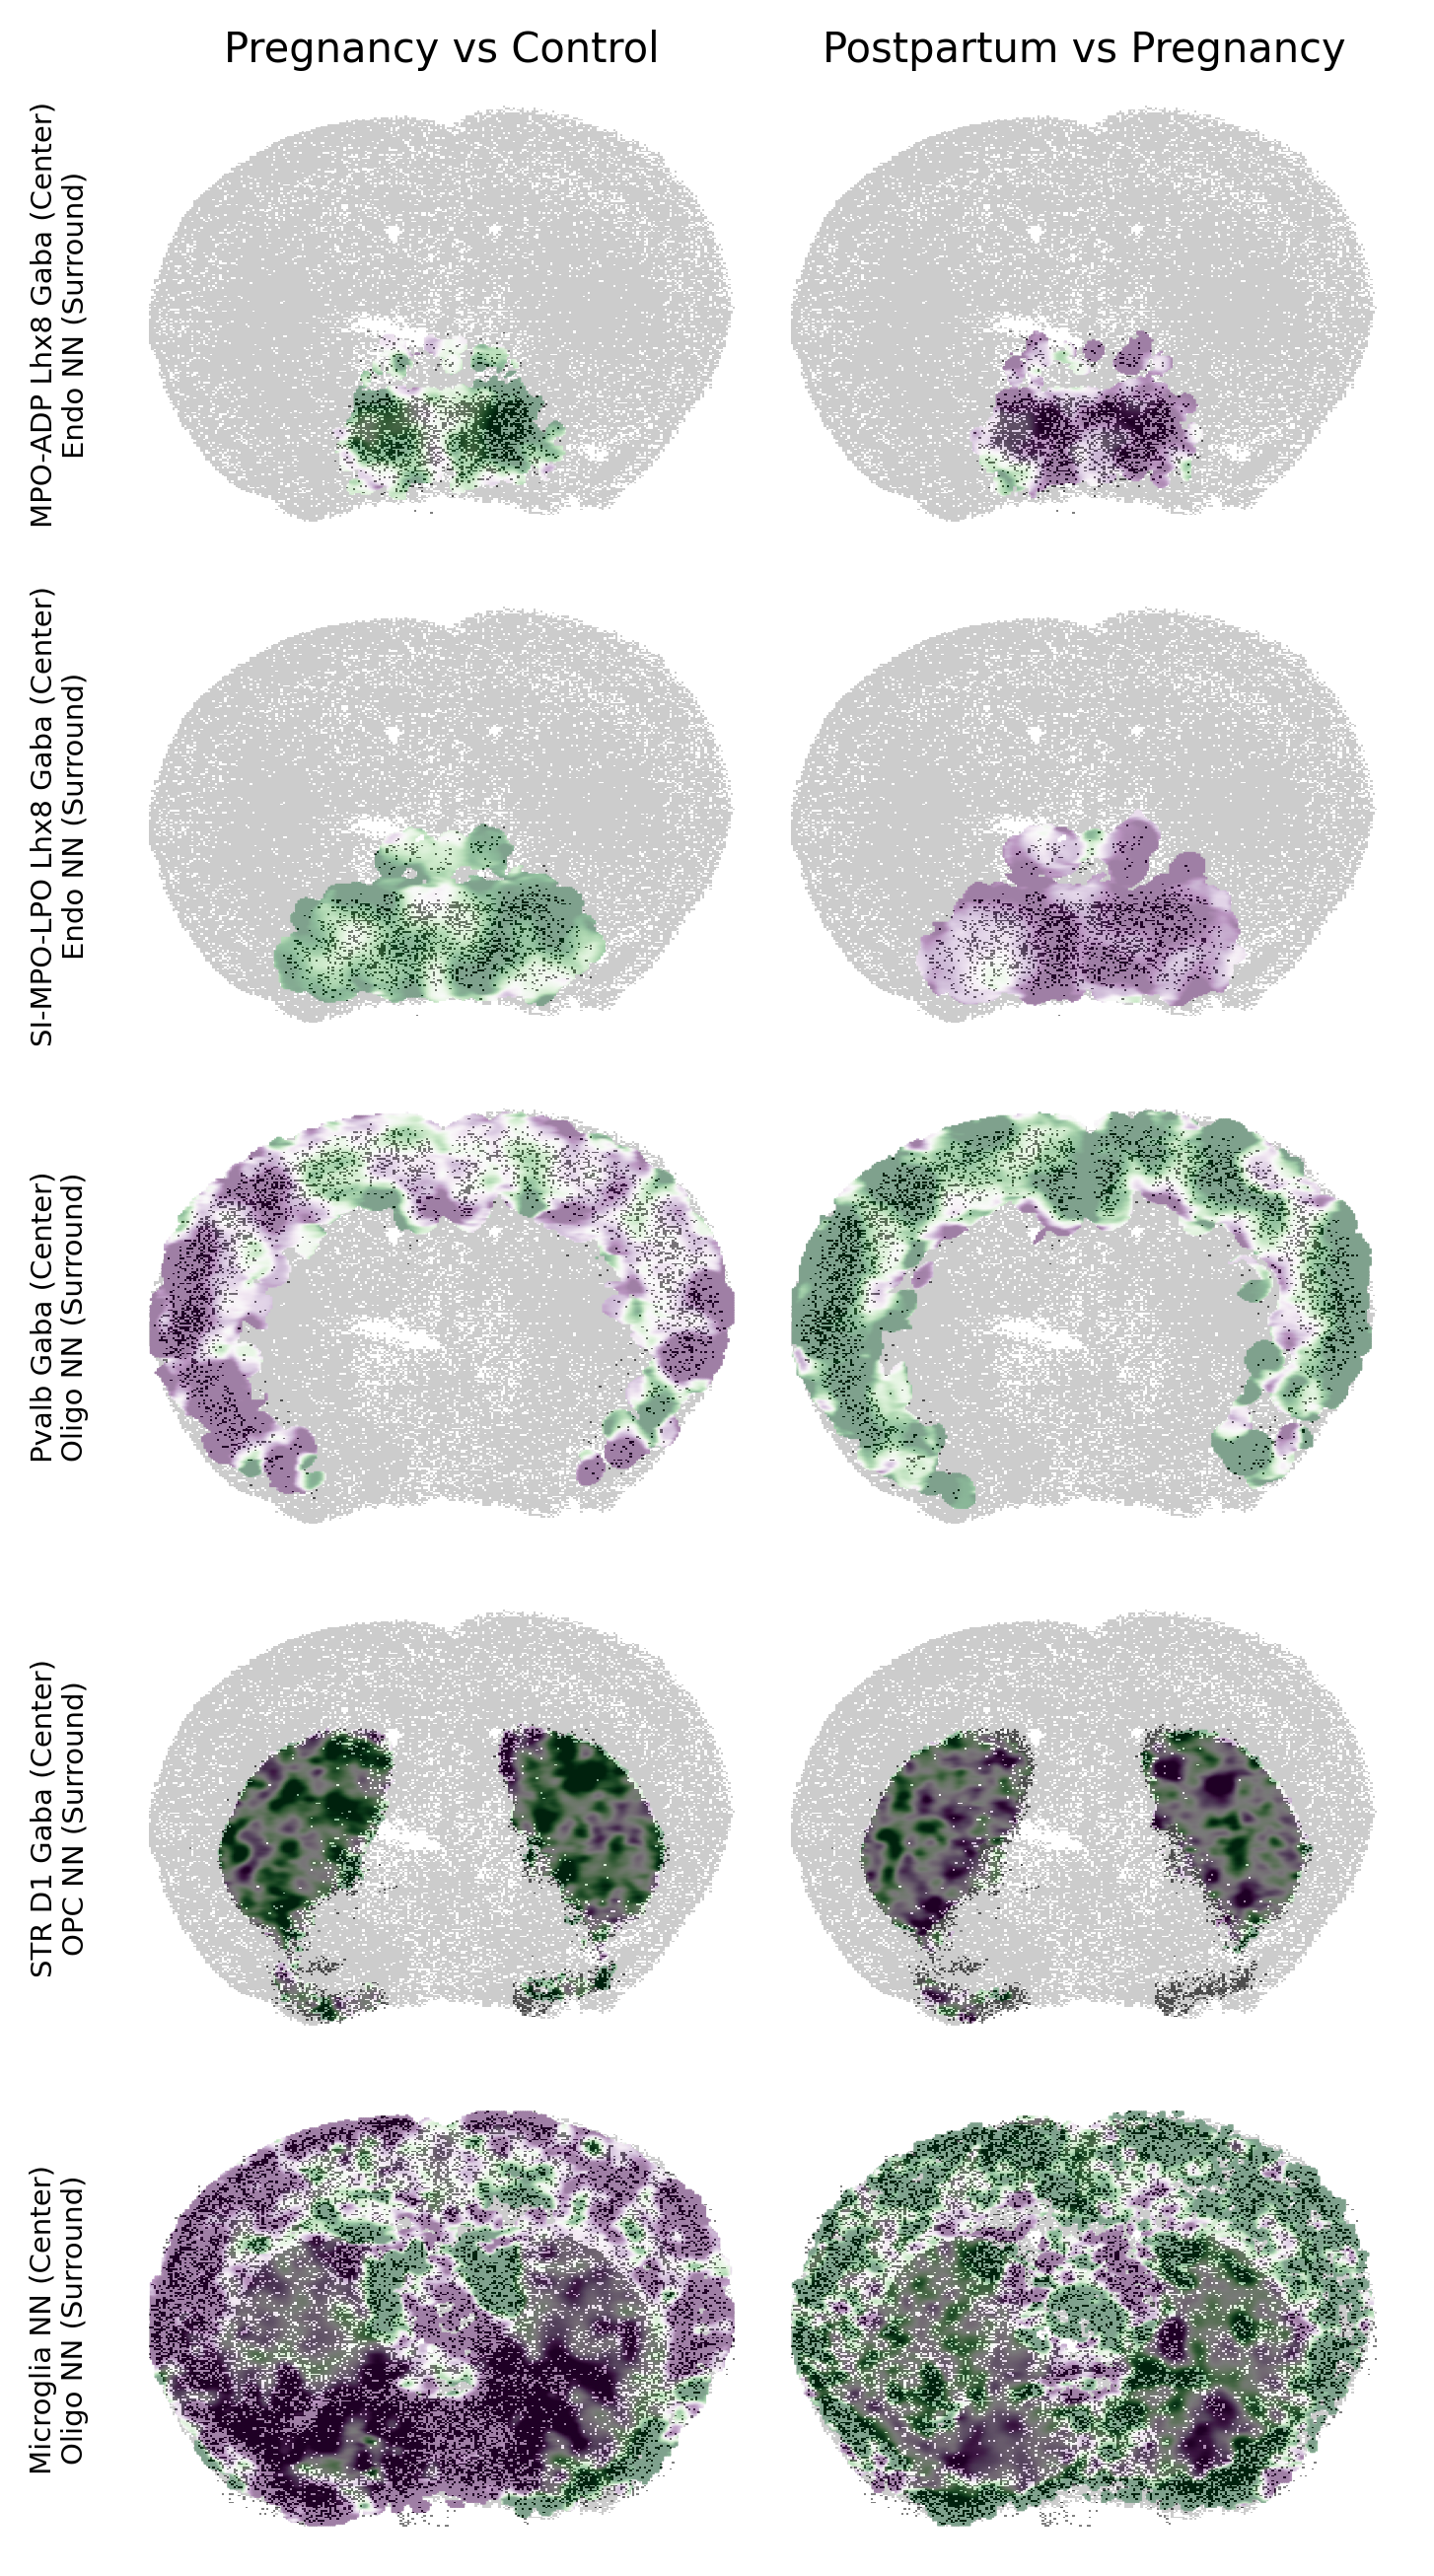 Pregnancy vs Control
Postpartum vs Pregnancy
MPO-ADP Lhx8 Gaba (Center)
Endo NN (Surround)
SI-MPO-LPO Lhx8 Gaba (Center)
Endo NN (Surround)
Pvalb Gaba (Center)
Oligo NN (Surround)
STR D1 Gaba (Center)
OPC NN (Surround)
Microglia NN (Center)
Oligo NN (Surround)